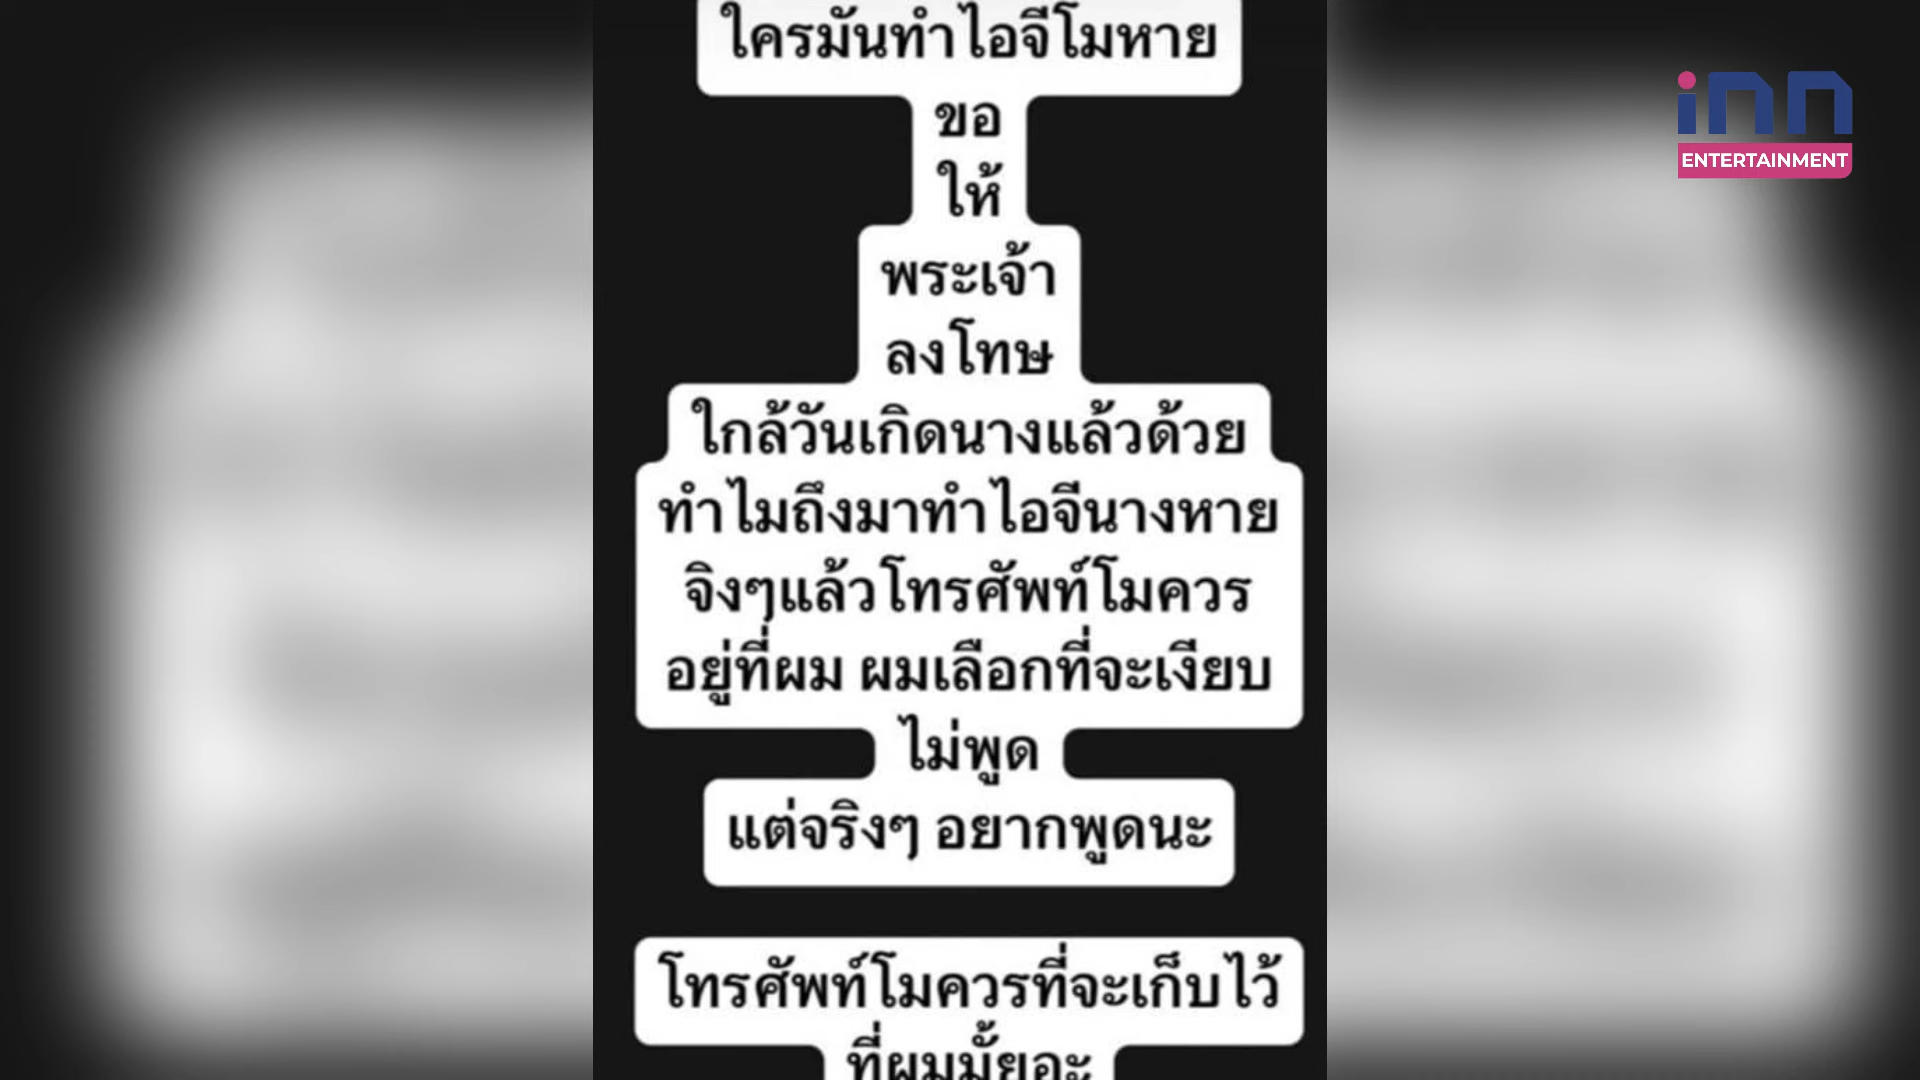 ใครมันทำไอจีโมหาย
ขอ
ให้
พระเจ้า
ลงโทษ
ใกล้วันเกิดนางแล้วด้วย
ทำไมถึงมาทำไอจีนางหาย
จิงๆแล้วโทรศัพท์โมควร
อยู่ที่ผม ผมเลือกที่จะเงียบ
ไม่พูด
แต่จริงๆ อยากพูดนะ
โทรศัพท์โมควรที่จะเก็บไว้
ที่ผมมั้ยอะ
inn
ENTERTAINMENT